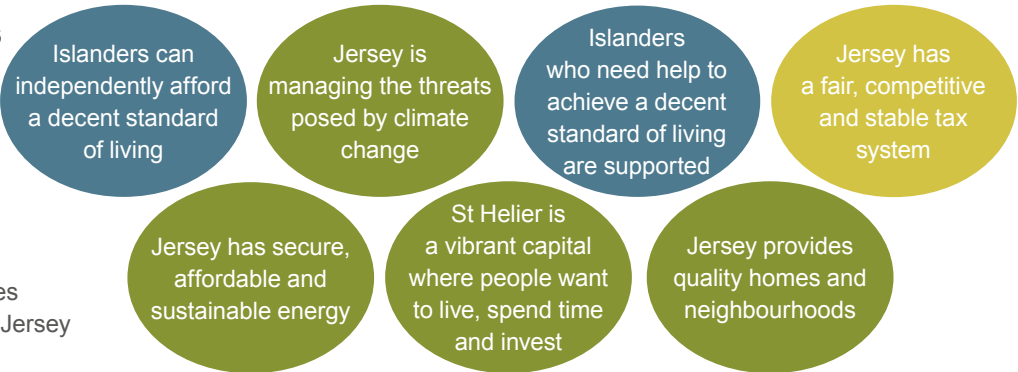 s
Islanders can
independently afford
a decent standard
of living
Jersey is
managing the threats
posed by climate
change
Islanders
who need help to
achieve a decent
standard of living
are supported
Jersey has
a fair, competitive
and stable tax
system
Jersey has secure,
affordable and
sustainable energy
St Helier is
a vibrant capital
where people want
to live, spend time
and invest
Jersey provides
quality homes and
neighbourhoods
es
Jersey